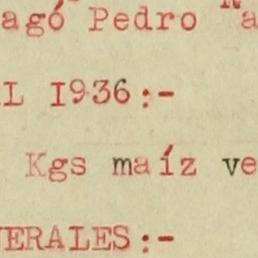 agó Pedro
L 1936:-
Kgs maíz ve
ERALES:-